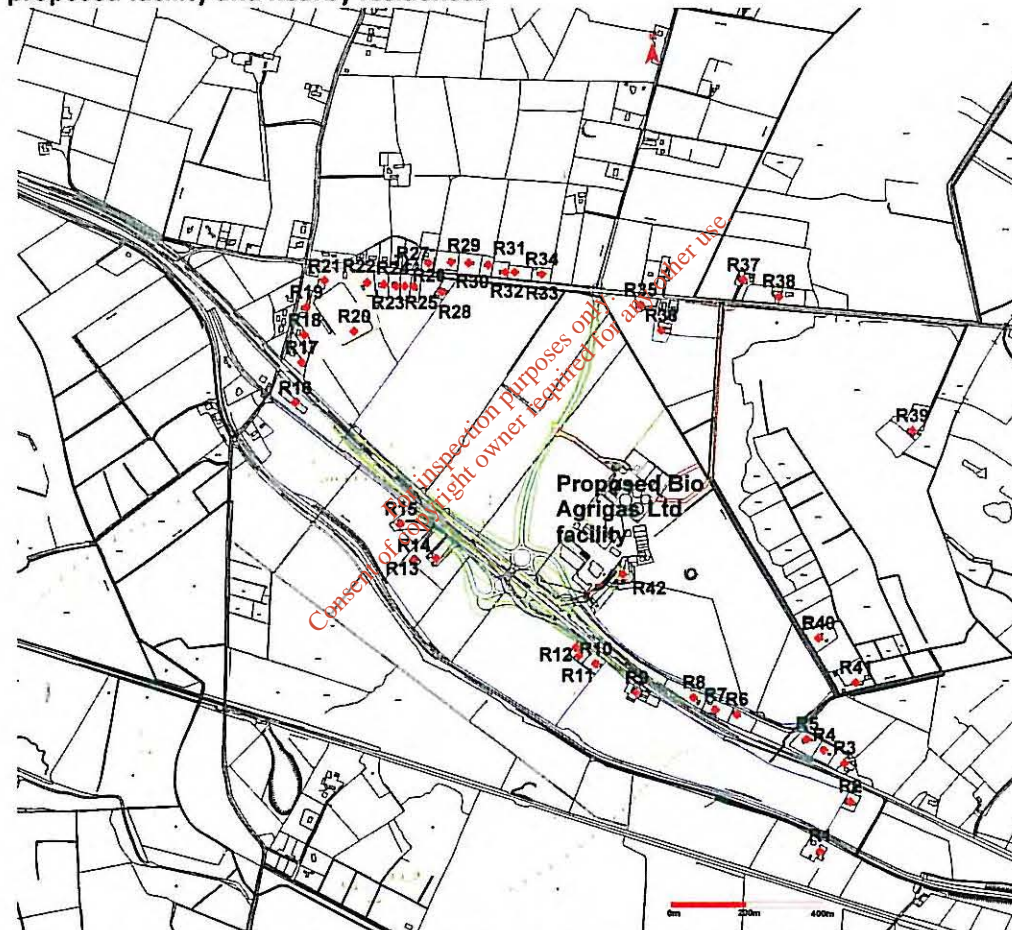 proposed facility and nearby residences
R27
R29
R31
R34
R21
R22
R24
R26
R30
R32
R33
R23
R25
R28
R19
R18
R20
R17
R16
R37
R38
R35
R36
R39
For inspection purposes only.
Consent of copyright owner required for any other use.
Proposed Bio
Agrigas Ltd
facility
R15
R14
R13
R42
R40
R41
R10
R12
R11
R9
R8
R7
R6
R5
R4
R3
R2
R1
0m 200m 400m